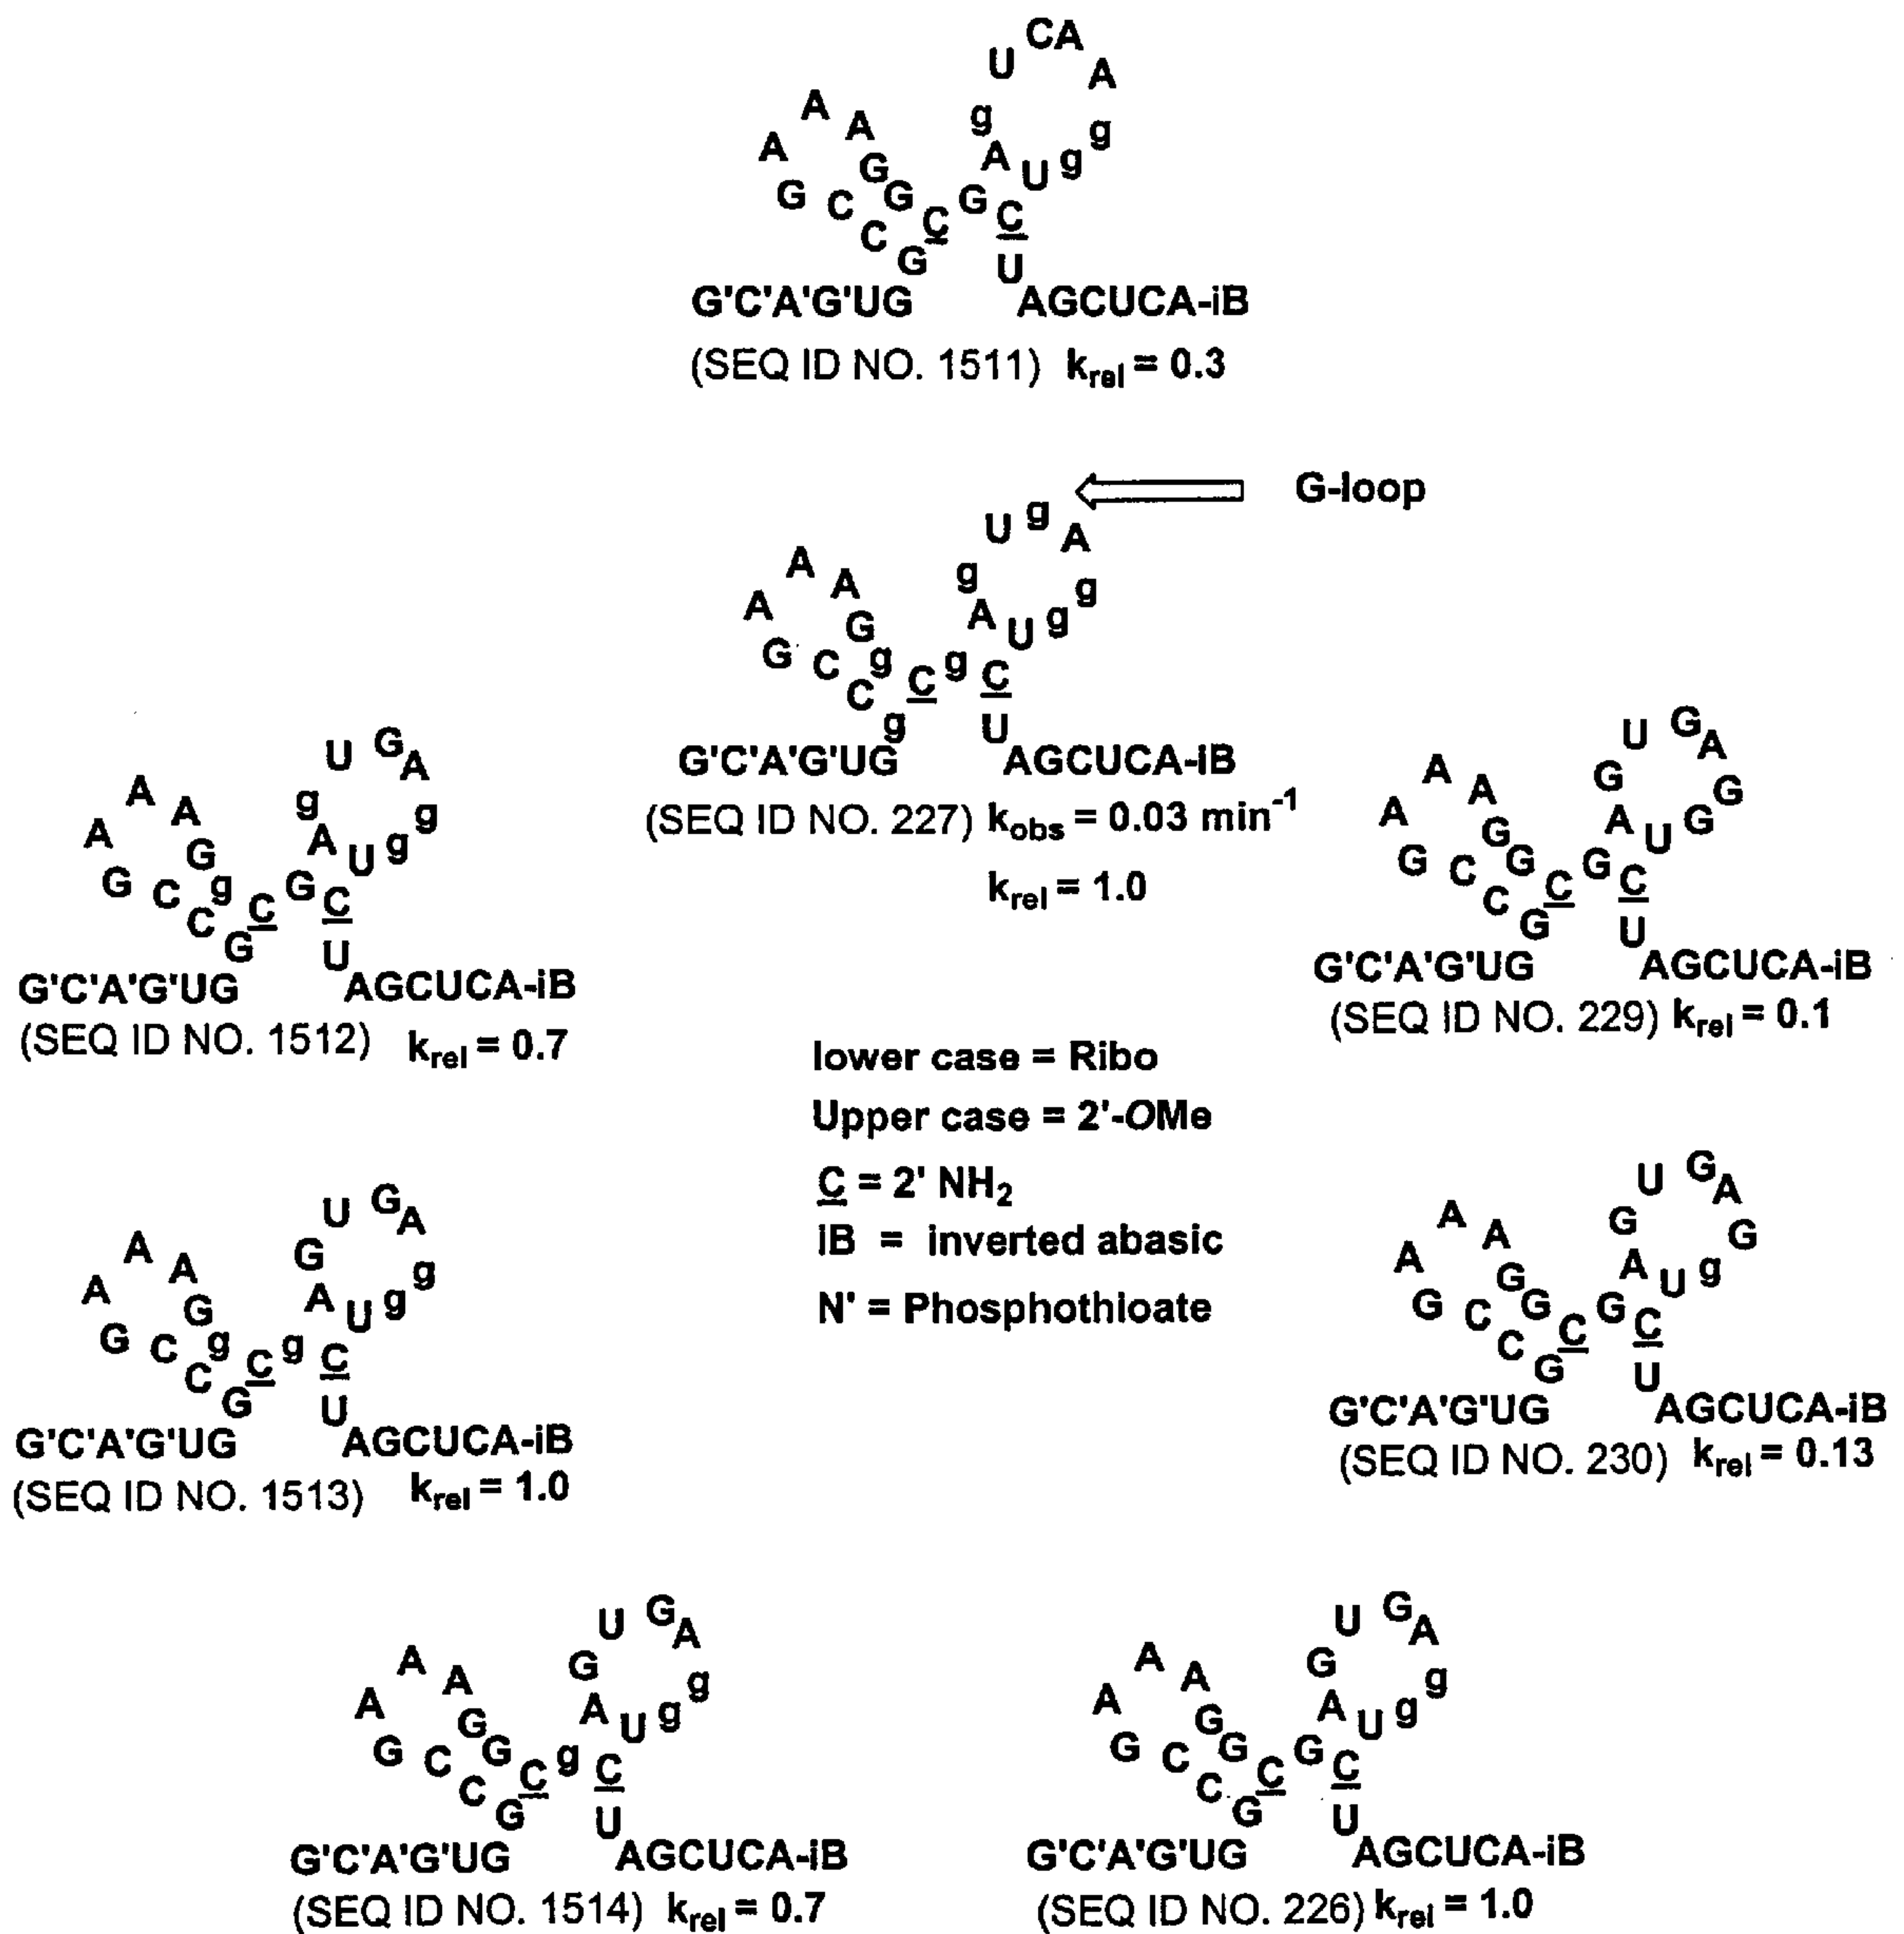 U CA A
A A A g g
G G A U g
G C G C G C
C G U
G'C'A'G'UG AGCUCA-iB
(SEQ ID NO. 1511) krel = 0.3
G-loop
U g A
A A A g g
G g A U g
G C C g C
C g U
G'C'A'G'UG AGCUCA-iB
(SEQ ID NO. 227) kobs = 0.03 min-1
krel = 1.0
U G A
A A A g g
G g A U g
G C C G C
C G U
G'C'A'G'UG AGCUCA-iB
(SEQ ID NO. 1512) krel = 0.7
U G A
A A A G G
G G A U G
G C C G C
C G U
G'C'A'G'UG AGCUCA-iB
(SEQ ID NO. 229) krel = 0.1
lower case = Ribo
Upper case = 2'-OMe
C = 2' NH2
iB = inverted abasic
N' = Phosphothioate
U G A
A A A G g
G g A U g
G C C g C
C G U
G'C'A'G'UG AGCUCA-iB
(SEQ ID NO. 1513) krel = 1.0
U G A
A A A G G
G G A U g
G C C G C
C G U
G'C'A'G'UG AGCUCA-iB
(SEQ ID NO. 230) krel = 0.13
U G A
A A A G g
G G A U g
G C C g C
C G U
G'C'A'G'UG AGCUCA-iB
(SEQ ID NO. 1514) krel = 0.7
U G A
A A A G g
G G A U g
G C C G C
C G U
G'C'A'G'UG AGCUCA-iB
(SEQ ID NO. 226) krel = 1.0